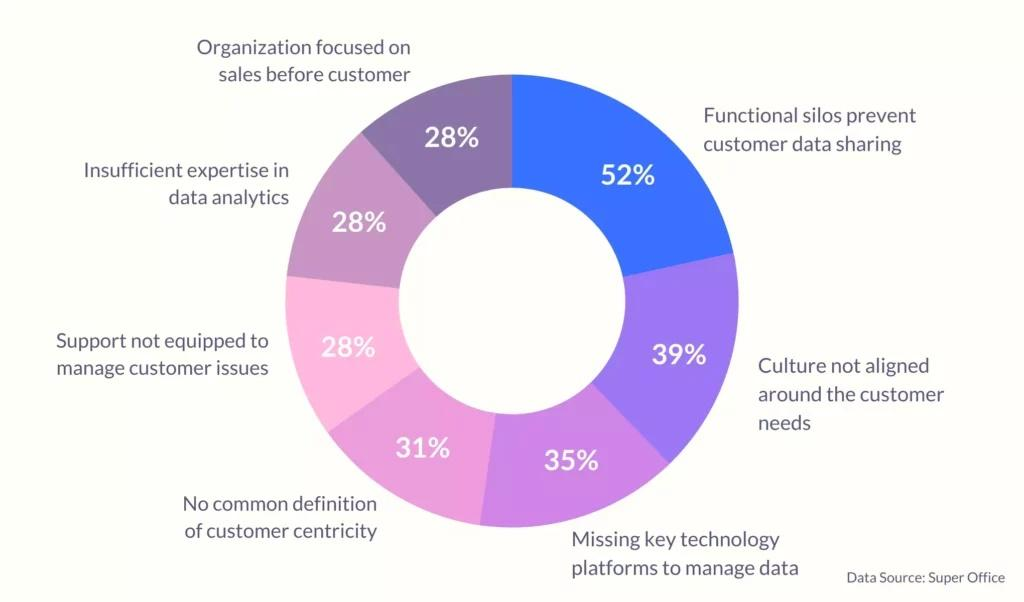 Organization focused on
sales before customer
28%
Functional silos prevent
customer data sharing
52%
Insufficient expertise in
data analytics
28%
Support not equipped to
manage customer issues
28%
39%
Culture not aligned
around the customer
needs
31%
35%
No common definition
of customer centricity
Missing key technology
platforms to manage data
Data Source: Super Office